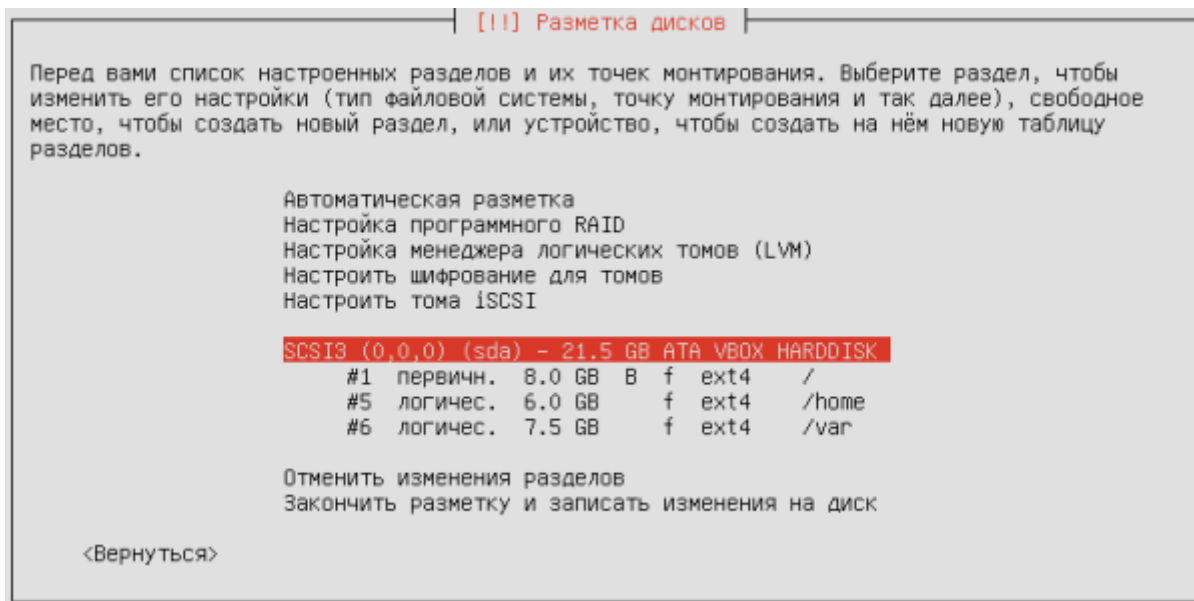 [!!] Разметка дисков
Перед вами список настроенных разделов и их точек монтирования. Выберите раздел, чтобы
изменить его настройки (тип файловой системы, точку монтирования и так далее), свободное
место, чтобы создать новый раздел, или устройство, чтобы создать на нём новую таблицу
разделов.
Автоматическая разметка
Настройка программного RAID
Настройка менеджера логических томов (LVM)
Настроить шифрование для томов
Настроить тома iSCSI
SCSI3 (0,0,0) (sda) - 21.5 GB ATA VBOX HARDDISK
#1 первичн. 8.0 GB B f ext4 /
#5 логичес. 6.0 GB f ext4 /home
#6 логичес. 7.5 GB f ext4 /var
Отменить изменения разделов
Закончить разметку и записать изменения на диск
<Вернуться>